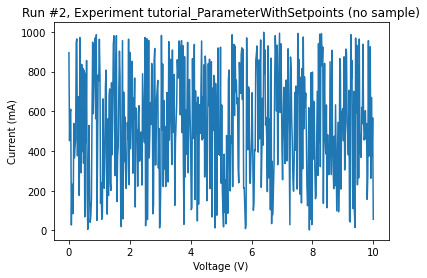 Run #2, Experiment tutorial_ParameterWithSetpoints (no sample)
1000
800
600
400
200
0
Current (mA)
0 2 4 6 8 10
Voltage (V)